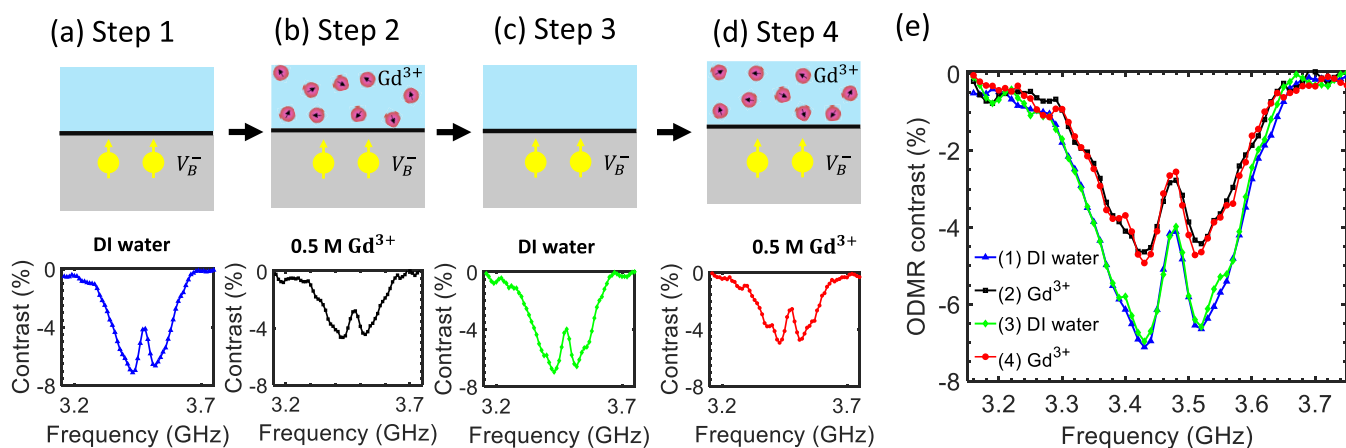 (a) Step 1
(b) Step 2
(c) Step 3
(d) Step 4
(e)
Gd³⁺
Gd³⁺
V_B^-
V_B^-
V_B^-
V_B^-
DI water
0.5 M Gd³⁺
DI water
0.5 M Gd³⁺
Contrast (%)
0
-4
-8
3.2 3.7
Frequency (GHz)
Contrast (%)
0
-4
-8
3.2 3.7
Frequency (GHz)
Contrast (%)
0
-4
-8
3.2 3.7
Frequency (GHz)
Contrast (%)
0
-4
-8
3.2 3.7
Frequency (GHz)
ODMR contrast (%)
0
-2
-4
-6
-8
(1) DI water
(2) Gd³⁺
(3) DI water
(4) Gd³⁺
3.2 3.3 3.4 3.5 3.6 3.7
Frequency (GHz)